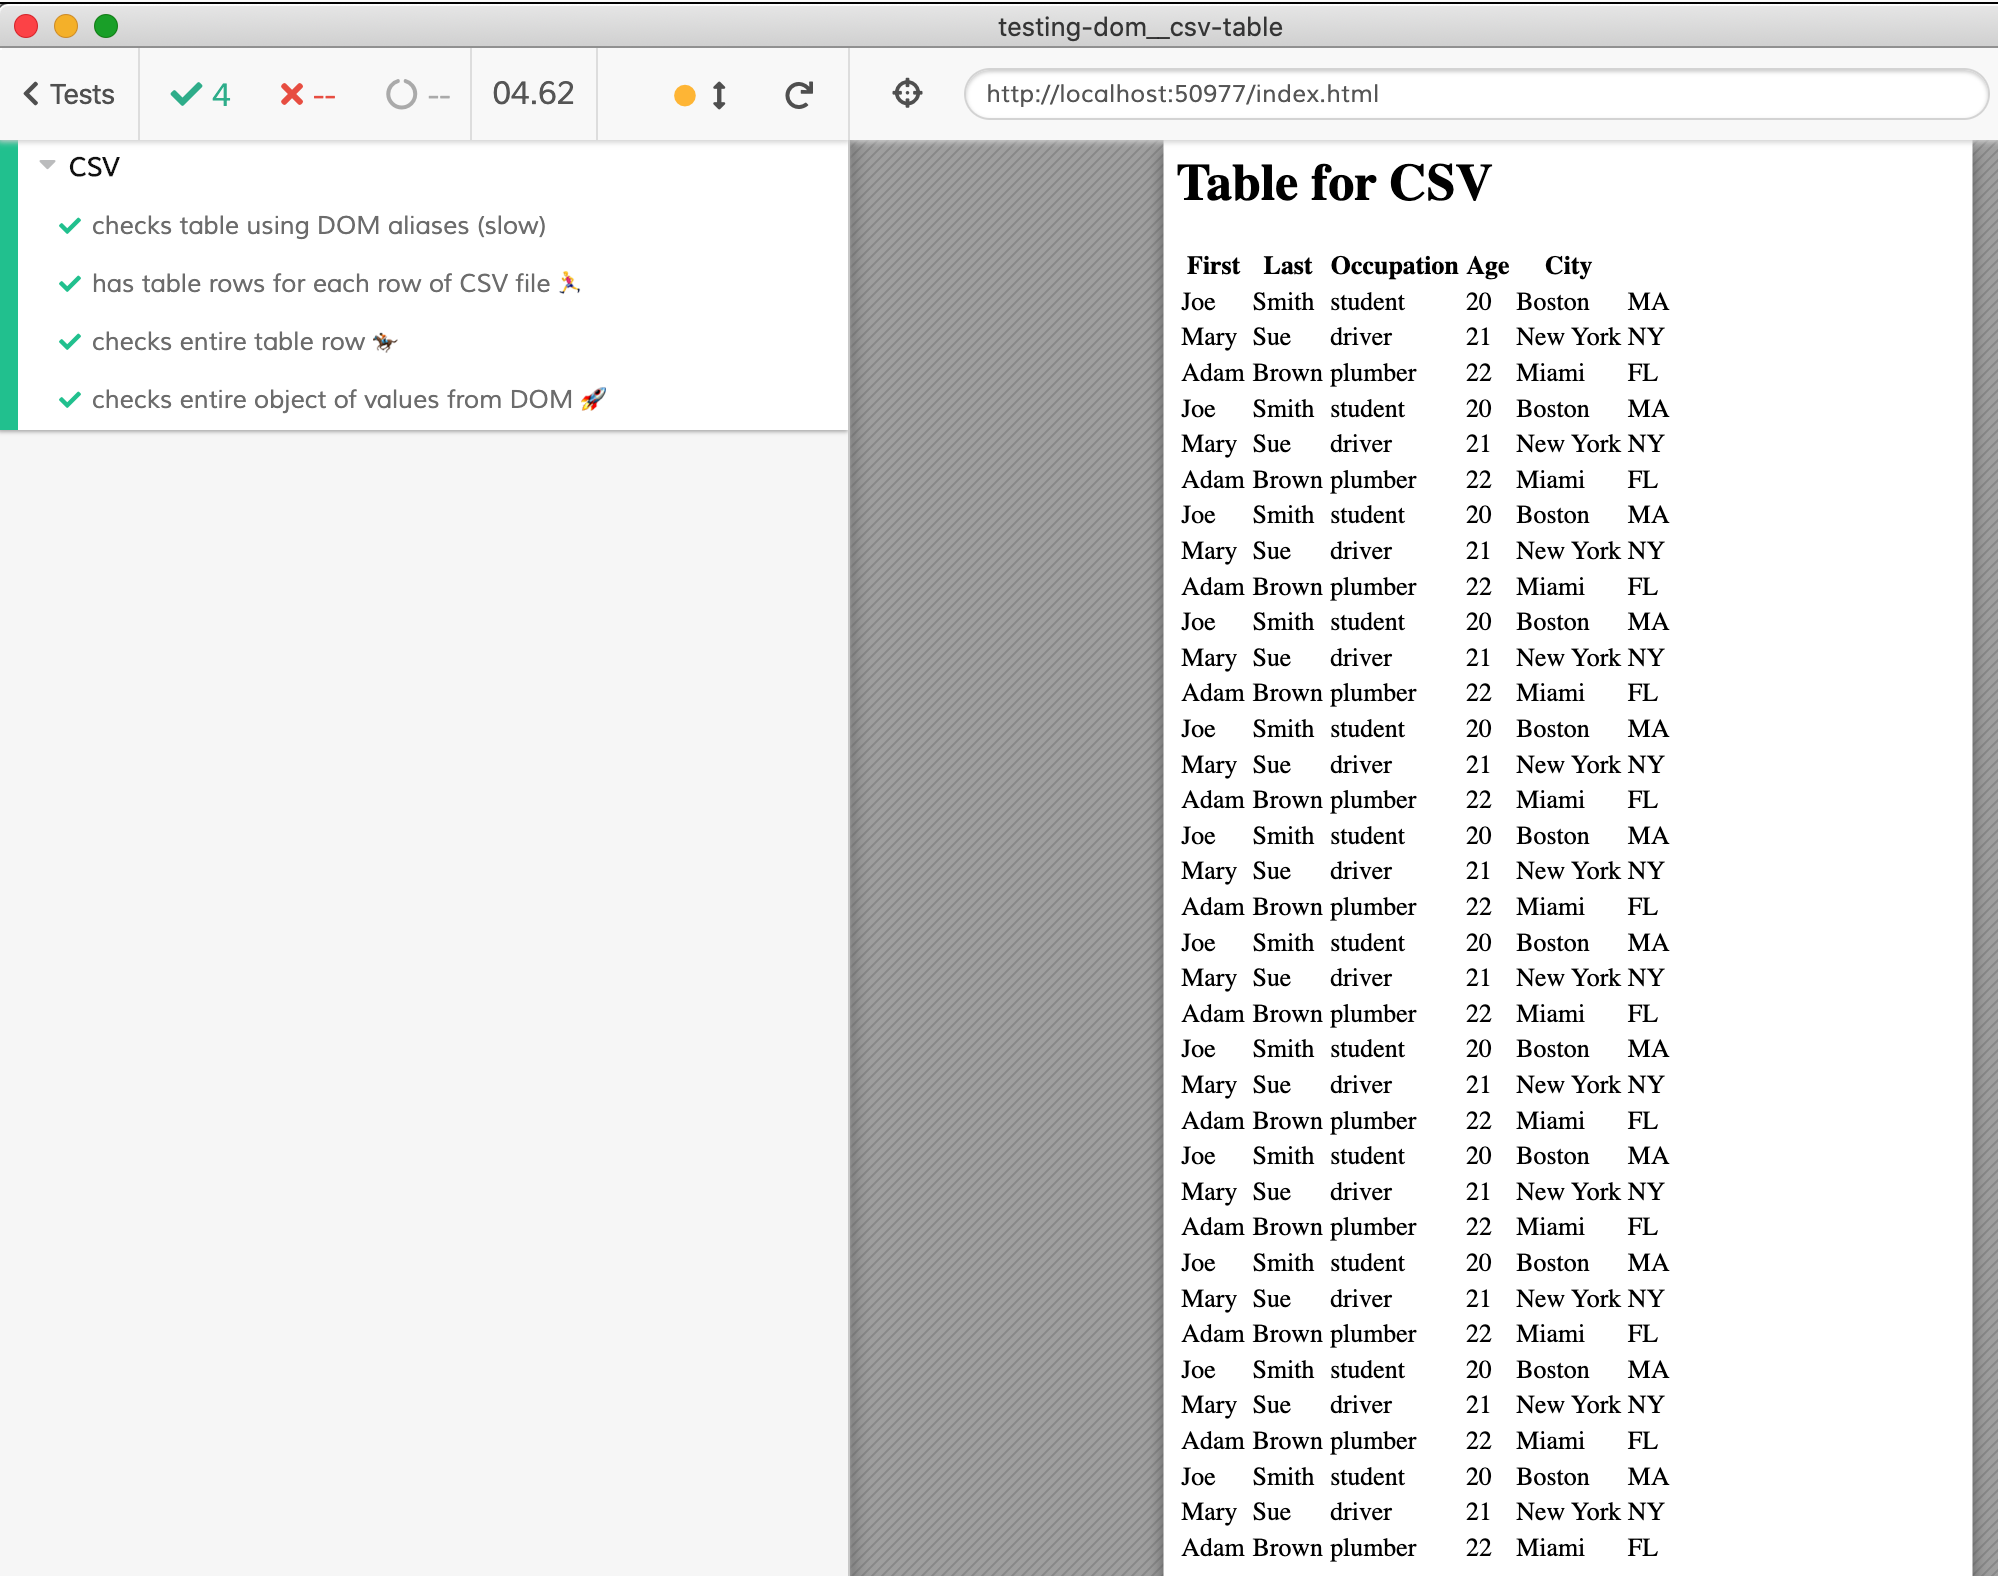 testing-dom__csv-table
Tests 4 -- -- 04.62 http://localhost:50977/index.html
CSV
checks table using DOM aliases (slow)
has table rows for each row of CSV file 🏃
checks entire table row 🏇
checks entire object of values from DOM 🚀
Table for CSV
First Last Occupation Age City
Joe Smith student 20 Boston MA
Mary Sue driver 21 New York NY
Adam Brown plumber 22 Miami FL
Joe Smith student 20 Boston MA
Mary Sue driver 21 New York NY
Adam Brown plumber 22 Miami FL
Joe Smith student 20 Boston MA
Mary Sue driver 21 New York NY
Adam Brown plumber 22 Miami FL
Joe Smith student 20 Boston MA
Mary Sue driver 21 New York NY
Adam Brown plumber 22 Miami FL
Joe Smith student 20 Boston MA
Mary Sue driver 21 New York NY
Adam Brown plumber 22 Miami FL
Joe Smith student 20 Boston MA
Mary Sue driver 21 New York NY
Adam Brown plumber 22 Miami FL
Joe Smith student 20 Boston MA
Mary Sue driver 21 New York NY
Adam Brown plumber 22 Miami FL
Joe Smith student 20 Boston MA
Mary Sue driver 21 New York NY
Adam Brown plumber 22 Miami FL
Joe Smith student 20 Boston MA
Mary Sue driver 21 New York NY
Adam Brown plumber 22 Miami FL
Joe Smith student 20 Boston MA
Mary Sue driver 21 New York NY
Adam Brown plumber 22 Miami FL
Joe Smith student 20 Boston MA
Mary Sue driver 21 New York NY
Adam Brown plumber 22 Miami FL
Joe Smith student 20 Boston MA
Mary Sue driver 21 New York NY
Adam Brown plumber 22 Miami FL